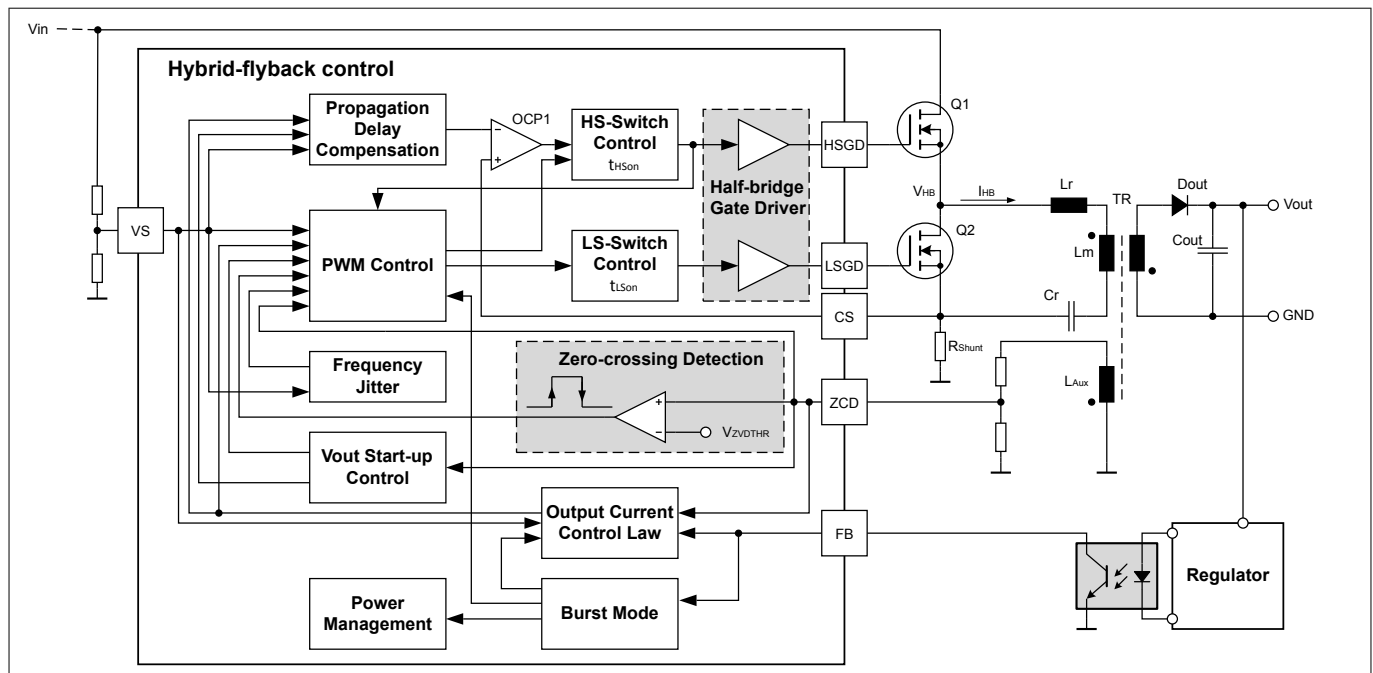 Vin
Hybrid-flyback control
Propagation
Delay
Compensation
OCP1
HS-Switch
Control
tHSon
Half-bridge
Gate Driver
HSGD
Q1
VHB
IHB
Lr
TR
Dout
Vout
VS
PWM Control
LS-Switch
Control
tLSon
LSGD
Q2
Lm
Cout
CS
Cr
GND
RShunt
Zero-crossing Detection
Frequency
Jitter
VZVDTHR
ZCD
LAux
Vout Start-up
Control
Output Current
Control Law
FB
Regulator
Power
Management
Burst Mode